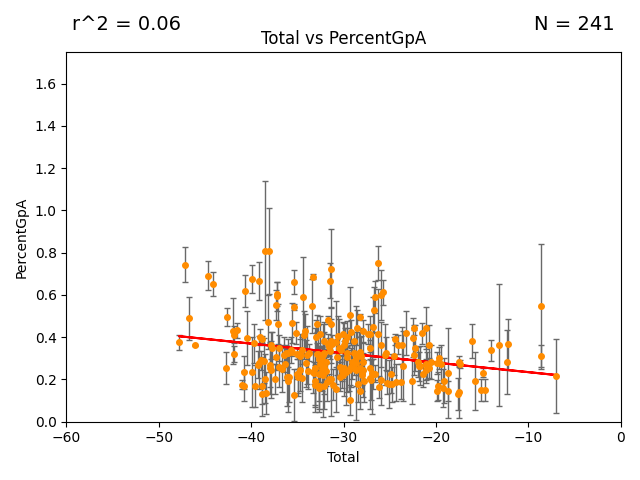 r^2 = 0.06 N = 241
Total vs PercentGpA
1.6
1.4
1.2
1.0
0.8
0.6
0.4
0.2
0.0
PercentGpA
−60 −50 −40 −30 −20 −10 0
Total